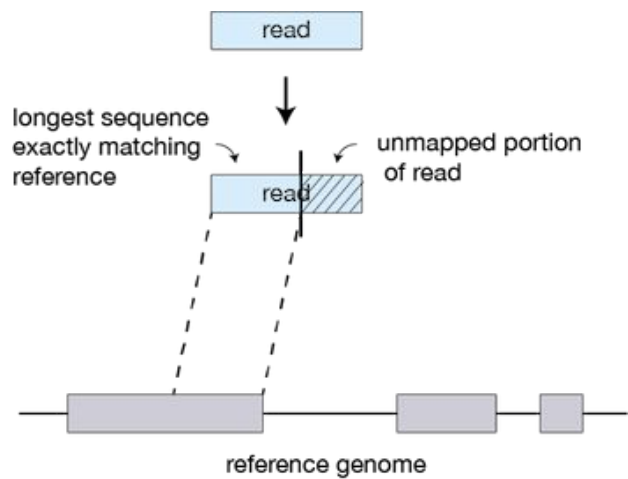 read
longest sequence
exactly matching
reference
unmapped portion
of read
read
reference genome